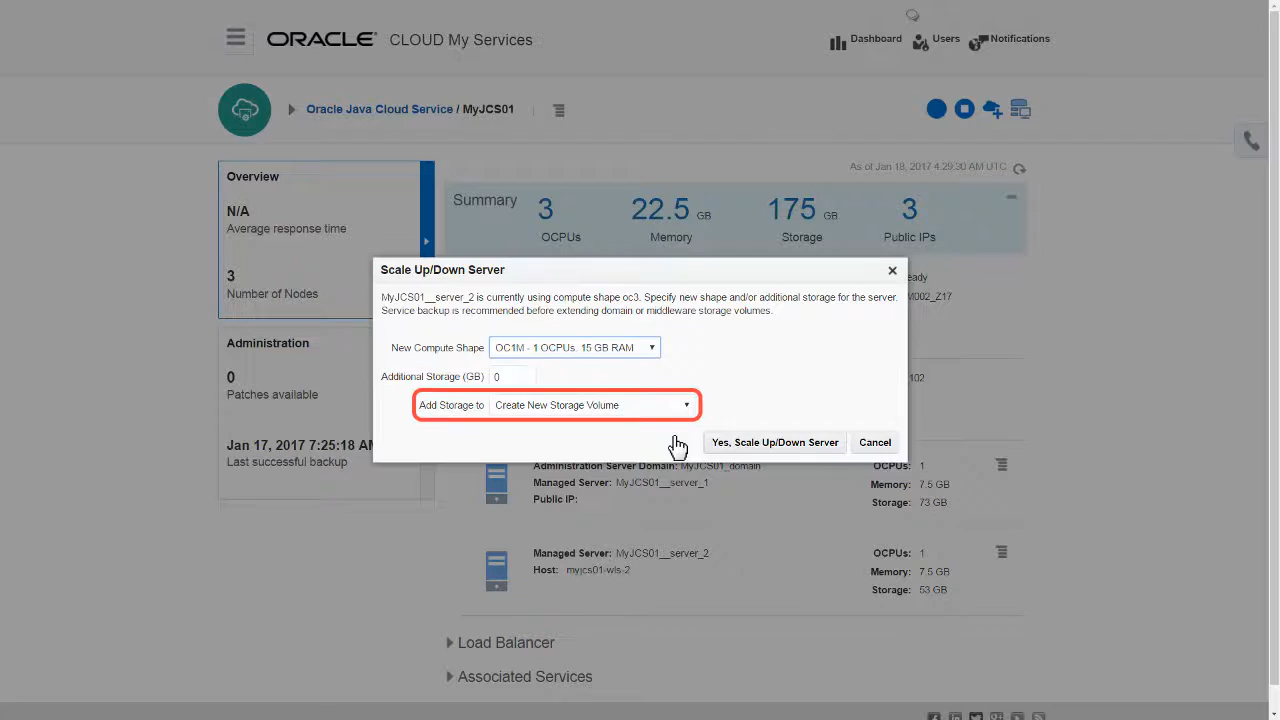 ORACLE CLOUD My Services
Dashboard
Users
Notifications
Oracle Java Cloud Service / MyJCS01
As of Jan 18, 2017 4:29:30 AM UTC
Overview
N/A
Average response time
3
Number of Nodes
Summary
3
OCPUs
22.5 GB
Memory
175 GB
Storage
3
Public IPs
Administration
0
Patches available
Jan 17, 2017 7:25:18 AM
Last successful backup
Scale Up/Down Server
MyJCS01__server_2 is currently using compute shape oc3. Specify new shape and/or additional storage for the server.
Service backup is recommended before extending domain or middleware storage volumes.
New Compute Shape OC1M - 1 OCPUs. 15 GB RAM
Additional Storage (GB) 0
Add Storage to Create New Storage Volume
Yes, Scale Up/Down Server
Cancel
eady
M002_Z17
102
Administration Server Domain: MyJCS01_domain
Managed Server: MyJCS01__server_1
Public IP:
OCPUs: 1
Memory: 7.5 GB
Storage: 73 GB
Managed Server: MyJCS01__server_2
Host: myjcs01-wls-2
OCPUs: 1
Memory: 7.5 GB
Storage: 53 GB
Load Balancer
Associated Services